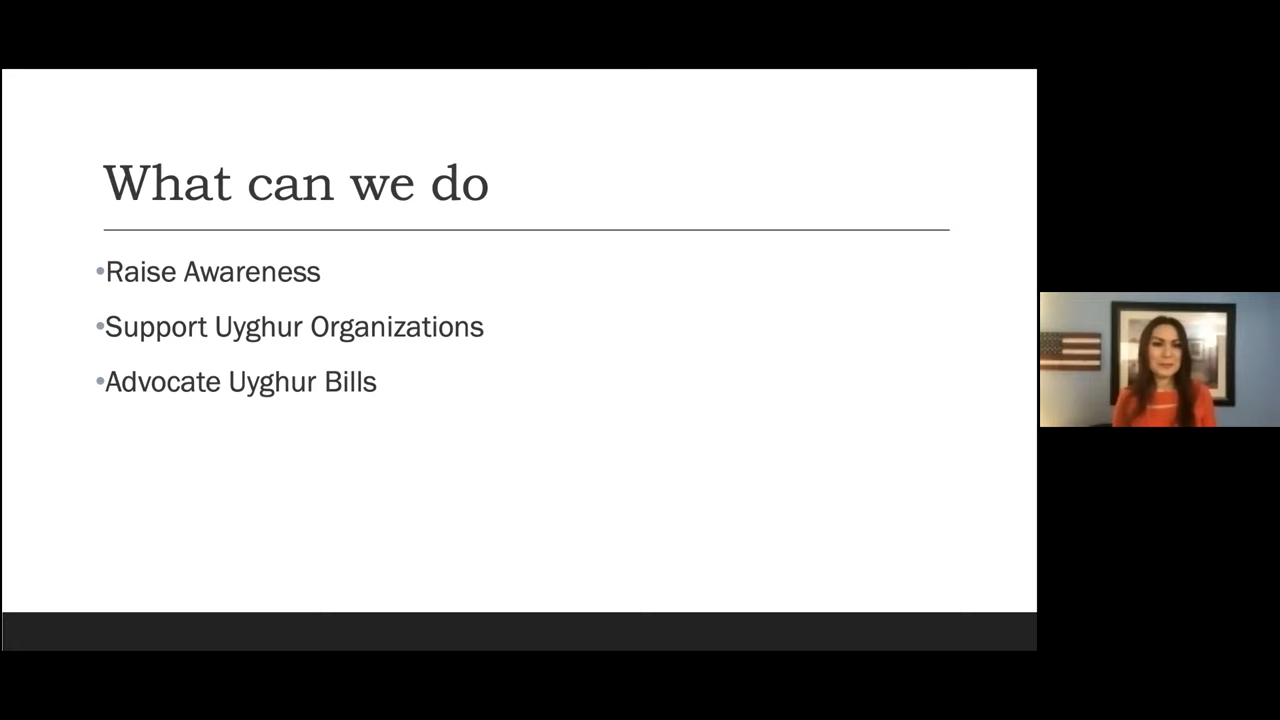 What can we do
•Raise Awareness
•Support Uyghur Organizations
•Advocate Uyghur Bills